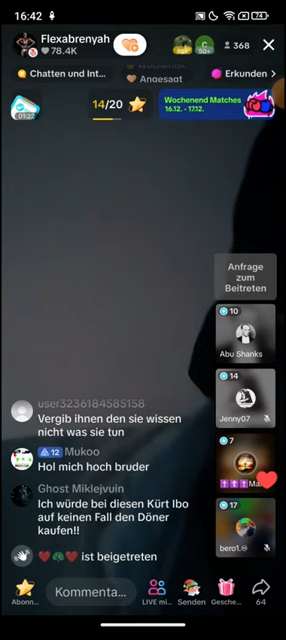 16:42
74
Flexabrenyah
78.4K
50+
368
Chatten und Int...
Angesagt
Erkunden >
01:22
14/20
Wochenend Matches
16.12. - 17.12.
Anfrage
zum
Beitreten
10
Abu Shanks
14
Jenny07
7
17
bero1.
user3236184585158
Vergib ihnen den sie wissen
nicht was sie tun
12 Mukoo
Hol mich hoch bruder
Ghost Miklejvuin
Ich würde bei diesen Kürt Ibo
auf keinen Fall den Döner
kaufen!!
ist beigetreten
Abonn...
Kommenta...
LIVE mi...
Senden
Gesche...
64